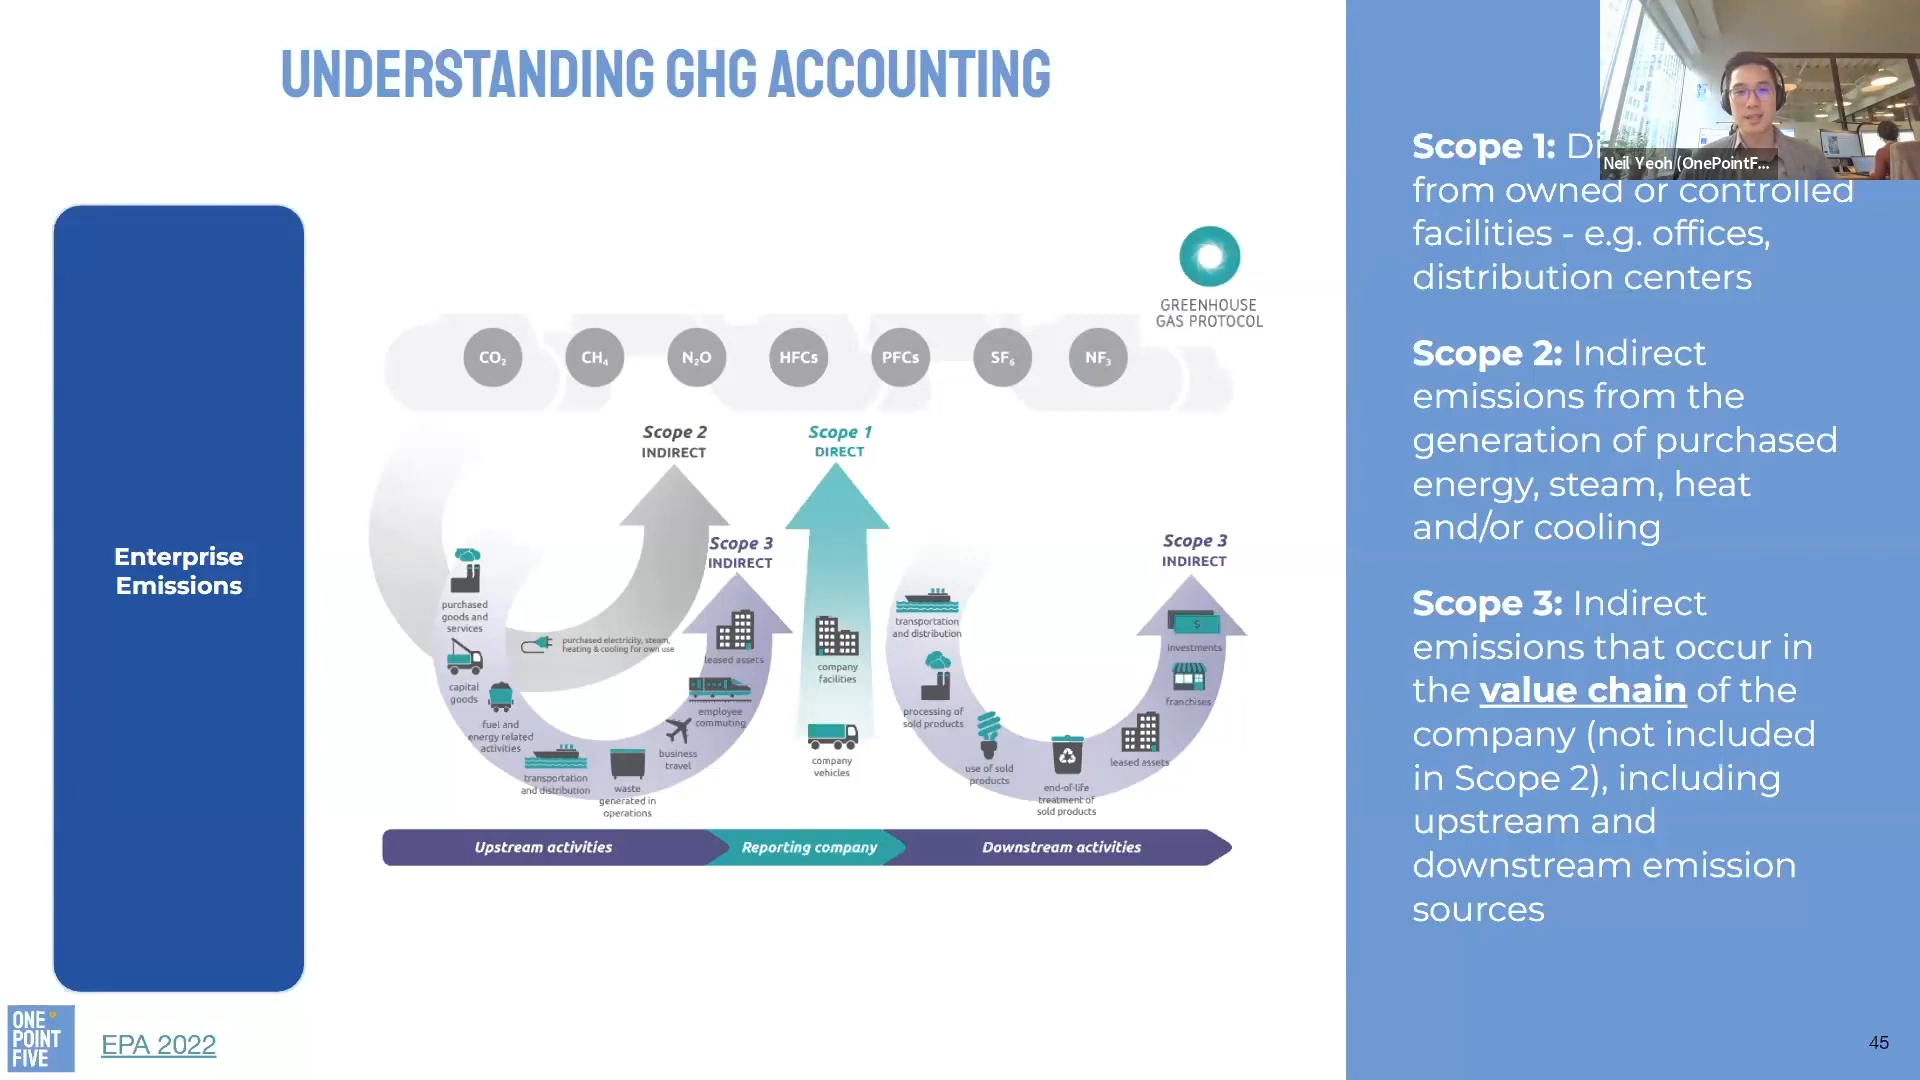 UNDERSTANDING GHG ACCOUNTING
Enterprise
Emissions
GREENHOUSE
GAS PROTOCOL
CO₂
CH₄
N₂O
HFCs
PFCs
SF₆
NF₃
Scope 2
INDIRECT
Scope 1
DIRECT
Scope 3
INDIRECT
Scope 3
INDIRECT
purchased
goods and
services
capital
goods
fuel and
energy related
activities
transportation
and distribution
waste
generated in
operations
business
travel
employee
commuting
leased assets
purchased electricity, steam,
heating & cooling for own use
company
facilities
company
vehicles
transportation
and distribution
processing of
sold products
use of sold
products
end-of-life
treatment of
sold products
leased assets
franchises
investments
Upstream activities
Reporting company
Downstream activities
Scope 1:
from owned or controlled
facilities - e.g. offices,
distribution centers
Scope 2: Indirect
emissions from the
generation of purchased
energy, steam, heat
and/or cooling
Scope 3: Indirect
emissions that occur in
the value chain of the
company (not included
in Scope 2), including
upstream and
downstream emission
sources
Neil Yeoh (OnePointF...
ONE
POINT
FIVE
EPA 2022
45